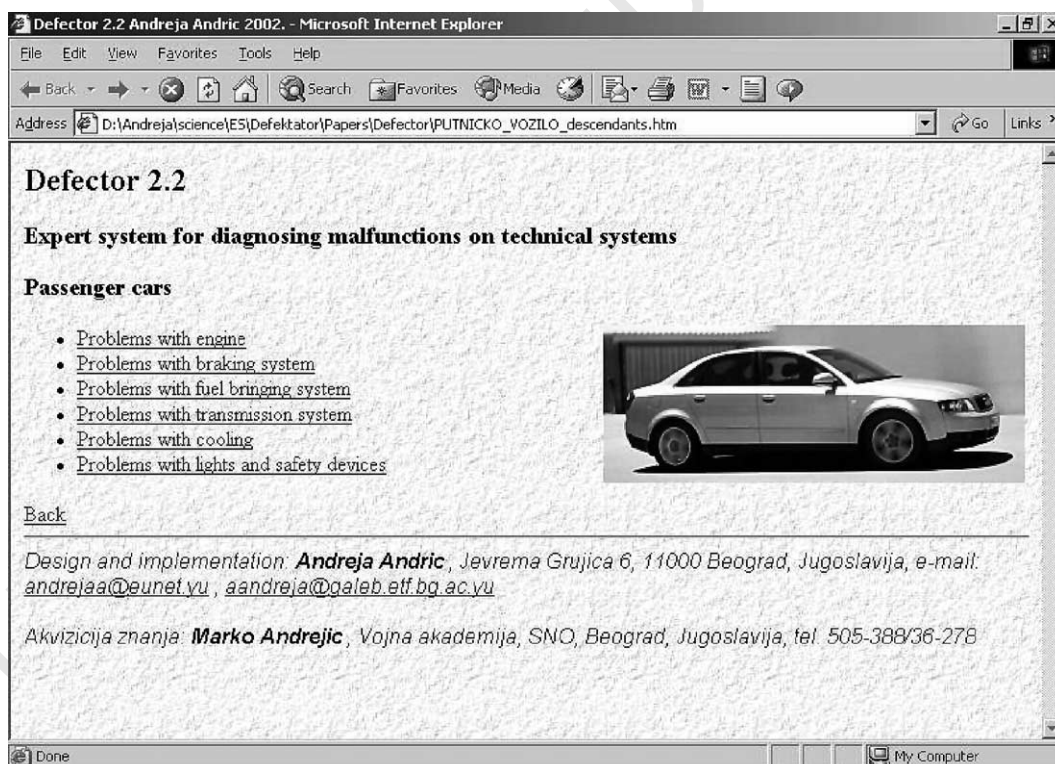 Defector 2.2 Andreja Andric 2002. - Microsoft Internet Explorer
File Edit View Favorites Tools Help
Back Search Favorites Media
Address D:\Andreja\science\ES\Defektator\Papers\Defector\PUTNICKO_VOZILO_descendants.htm Go Links
Defector 2.2
Expert system for diagnosing malfunctions on technical systems
Passenger cars
• Problems with engine
• Problems with braking system
• Problems with fuel bringing system
• Problems with transmission system
• Problems with cooling
• Problems with lights and safety devices
Back
Design and implementation: Andreja Andric, Jevrema Grujica 6, 11000 Beograd, Jugoslavija, e-mail:
andrejaa@eunet.yu , aandreja@galeb.etf.bg.ac.yu
Akvizicija znanja: Marko Andrejic, Vojna akademija, SNO, Beograd, Jugoslavija, tel. 505-388/36-278
Done My Computer